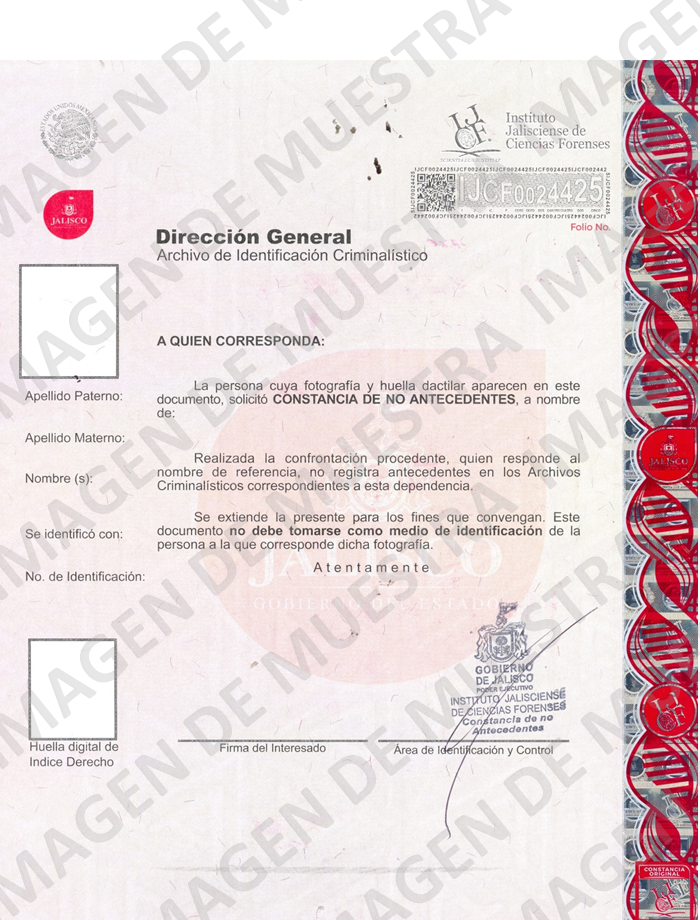 IMAGEN DE MUESTRA
Instituto
Jalisciense de
Ciencias Forenses
IJCF0024425IJCF0024425IJCF0024425IJCF0024425IJCF002442
IJCF0024425
Folio No.
JALISCO
Dirección General
Archivo de Identificación Criminalístico
A QUIEN CORRESPONDA:
La persona cuya fotografía y huella dactilar aparecen en este
documento, solicitó CONSTANCIA DE NO ANTECEDENTES, a nombre
de:
Realizada la confrontación procedente, quien responde al
nombre de referencia, no registra antecedentes en los Archivos
Criminalísticos correspondientes a esta dependencia.
Se extiende la presente para los fines que convengan. Este
documento no debe tomarse como medio de identificación de la
persona a la que corresponde dicha fotografía.
Atentamente
Apellido Paterno:
Apellido Materno:
Nombre (s):
Se identificó con:
No. de Identificación:
JALISCO
GOBIERNO DEL ESTADO
GOBIERNO
DE JALISCO
PODER EJECUTIVO
INSTITUTO JALISCIENSE
DE CIENCIAS FORENSES
Constancia de no
Antecedentes
Huella digital de
Indice Derecho
Firma del Interesado
Área de Identificación y Control
JALISCO
CONSTANCIA
ORIGINAL